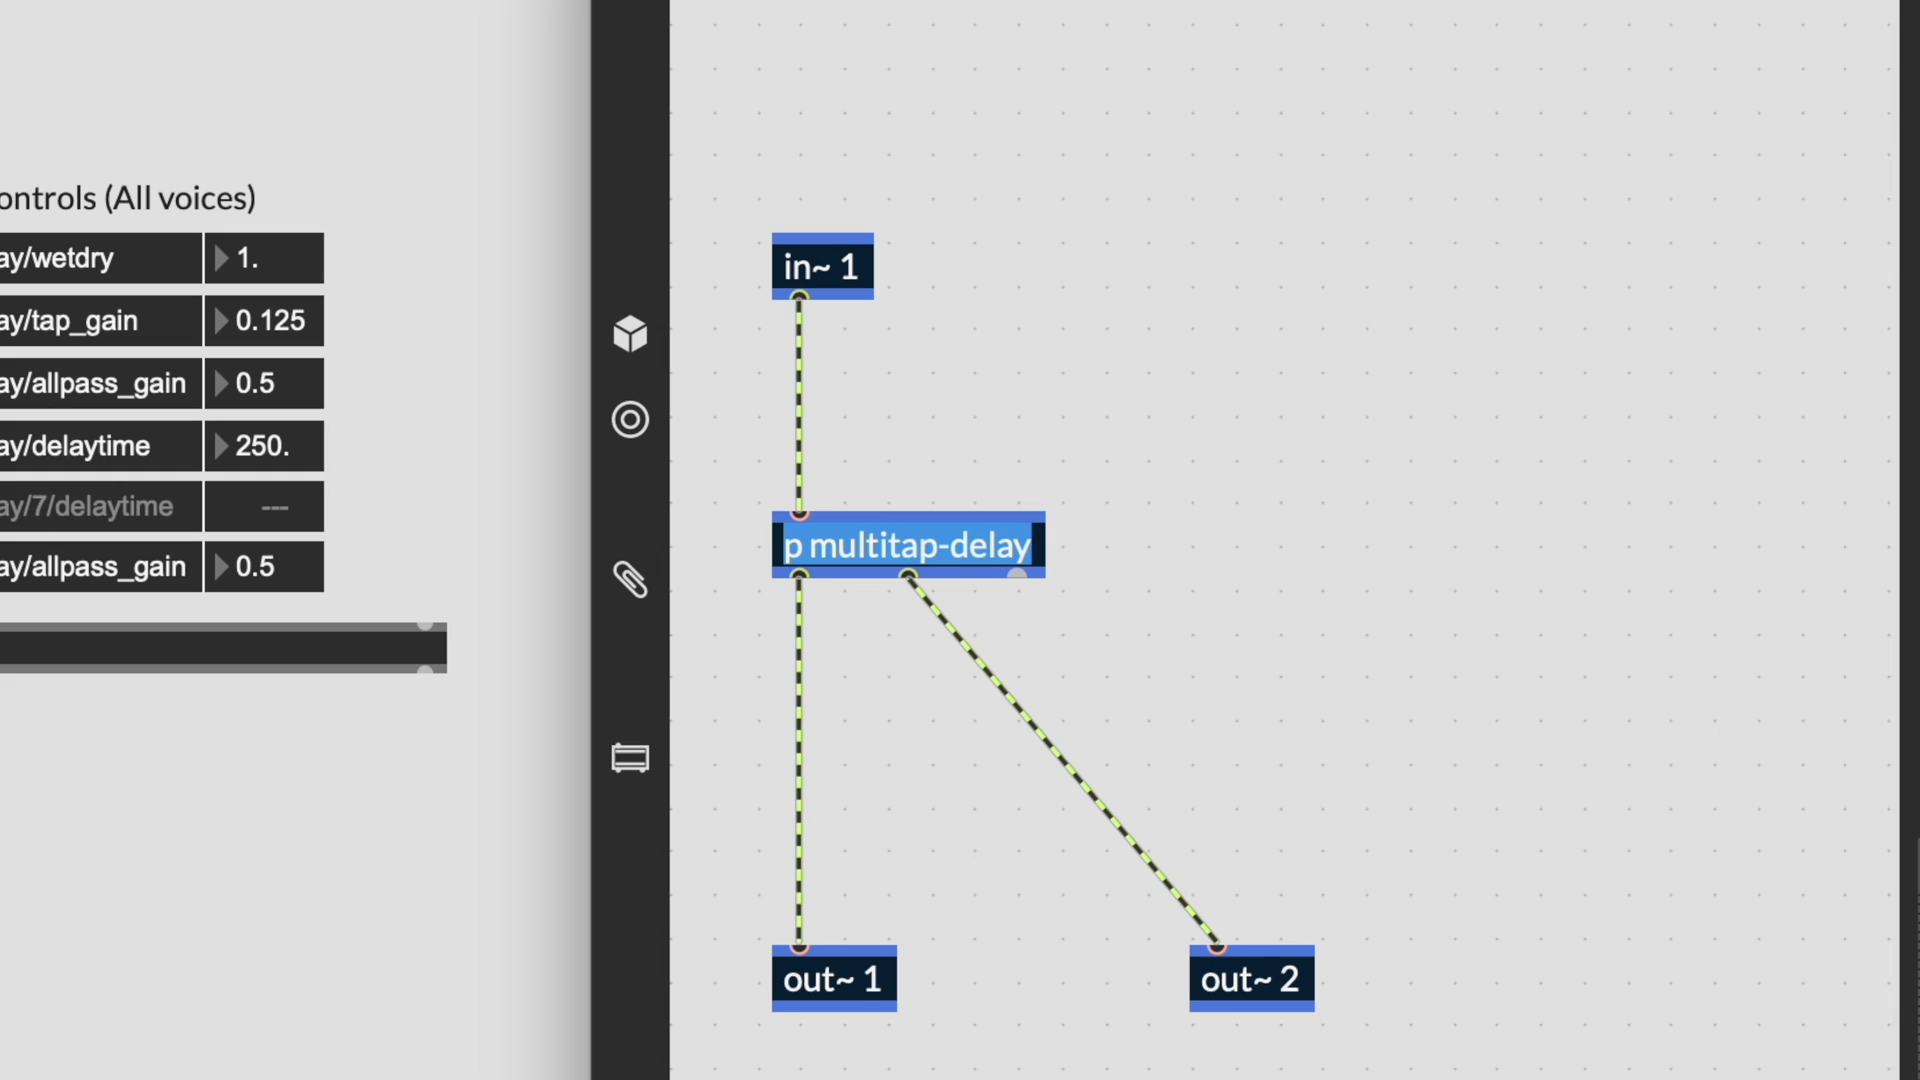 ontrols (All voices)
ay/wetdry 1.
ay/tap_gain 0.125
ay/allpass_gain 0.5
ay/delaytime 250.
ay/7/delaytime ---
ay/allpass_gain 0.5
in~ 1
p multitap-delay
out~ 1
out~ 2